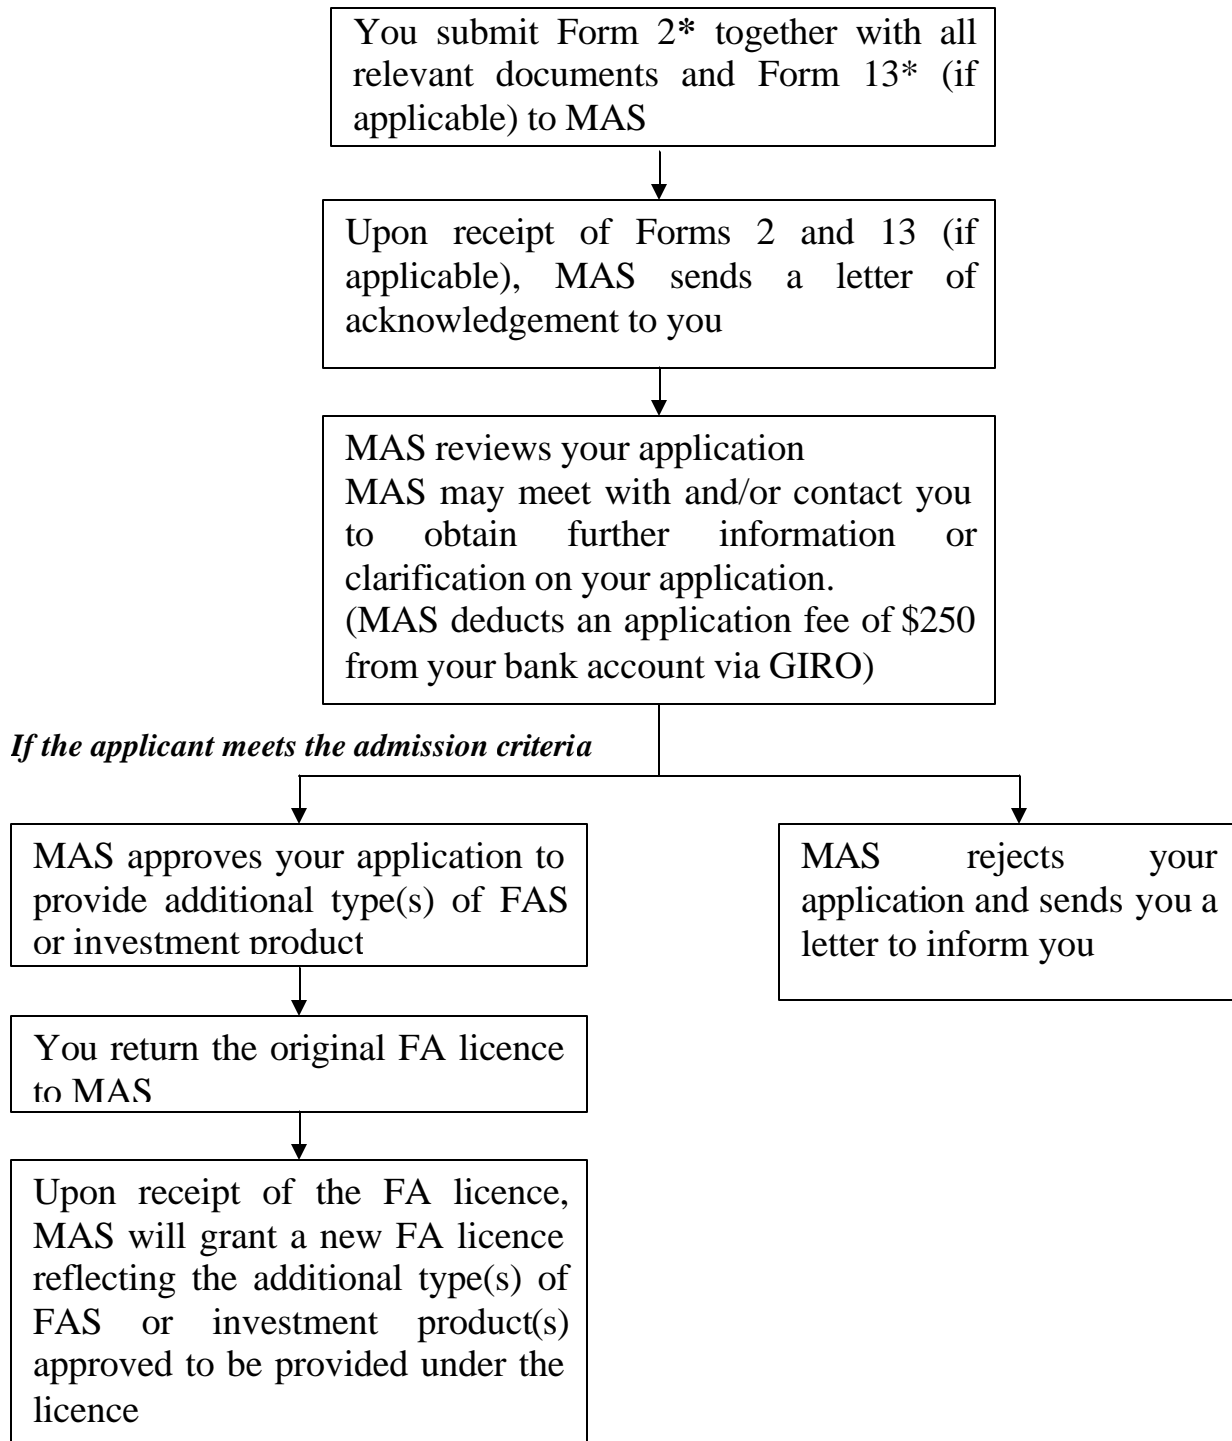 You submit Form 2* together with all
relevant documents and Form 13* (if
applicable) to MAS
Upon receipt of Forms 2 and 13 (if
applicable), MAS sends a letter of
acknowledgement to you
MAS reviews your application
MAS may meet with and/or contact you
to obtain further information or
clarification on your application.
(MAS deducts an application fee of $250
from your bank account via GIRO)
If the applicant meets the admission criteria
MAS approves your application to
provide additional type(s) of FAS
or investment product
MAS rejects your
application and sends you a
letter to inform you
You return the original FA licence
to MAS
Upon receipt of the FA licence,
MAS will grant a new FA licence
reflecting the additional type(s) of
FAS or investment product(s)
approved to be provided under the
licence